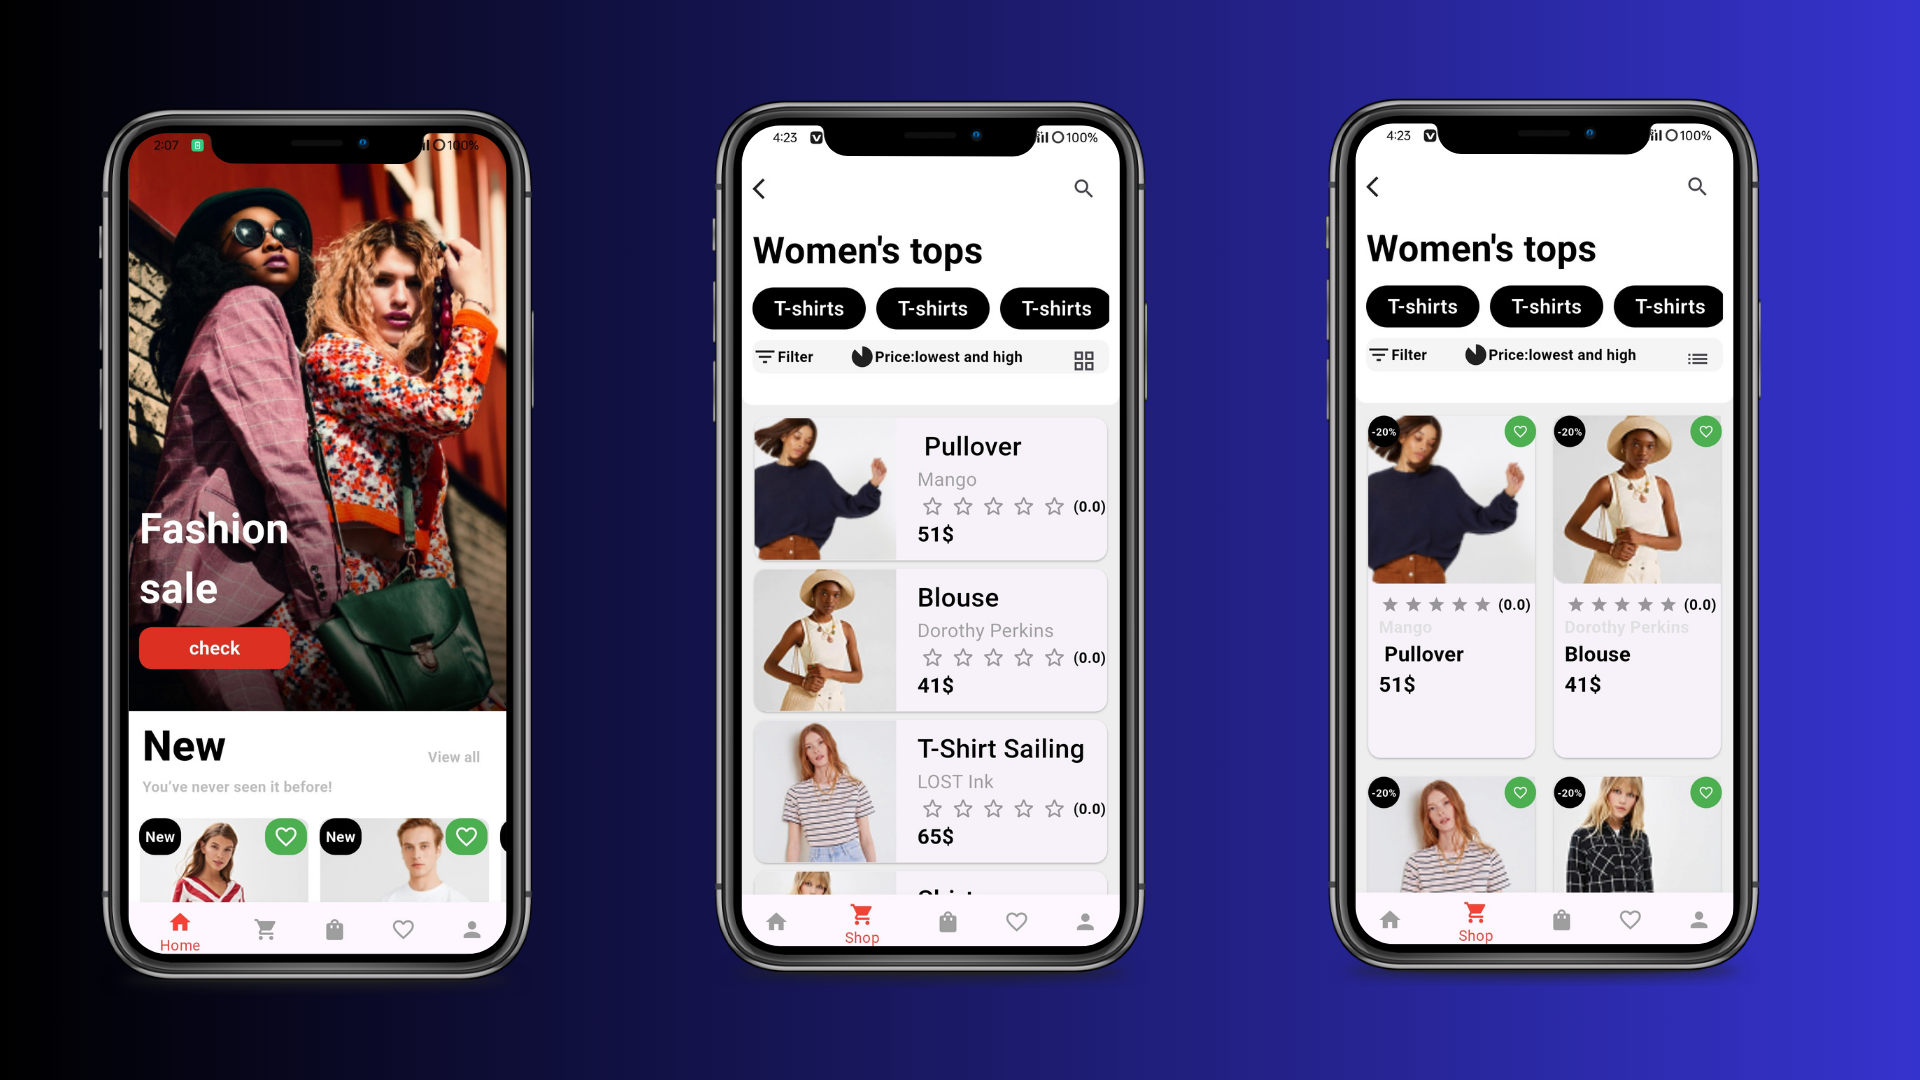 2:07
100%
Fashion
sale
check
New
View all
You've never seen it before!
New
New
Home
4:23
100%
Women's tops
T-shirts
T-shirts
T-shirts
Filter
Price:lowest and high
Pullover
Mango
(0.0)
51$
Blouse
Dorothy Perkins
(0.0)
41$
T-Shirt Sailing
LOST Ink
(0.0)
65$
Shop
4:23
100%
Women's tops
T-shirts
T-shirts
T-shirts
Filter
Price:lowest and high
-20%
-20%
(0.0)
(0.0)
Mango
Dorothy Perkins
Pullover
Blouse
51$
41$
-20%
-20%
Shop